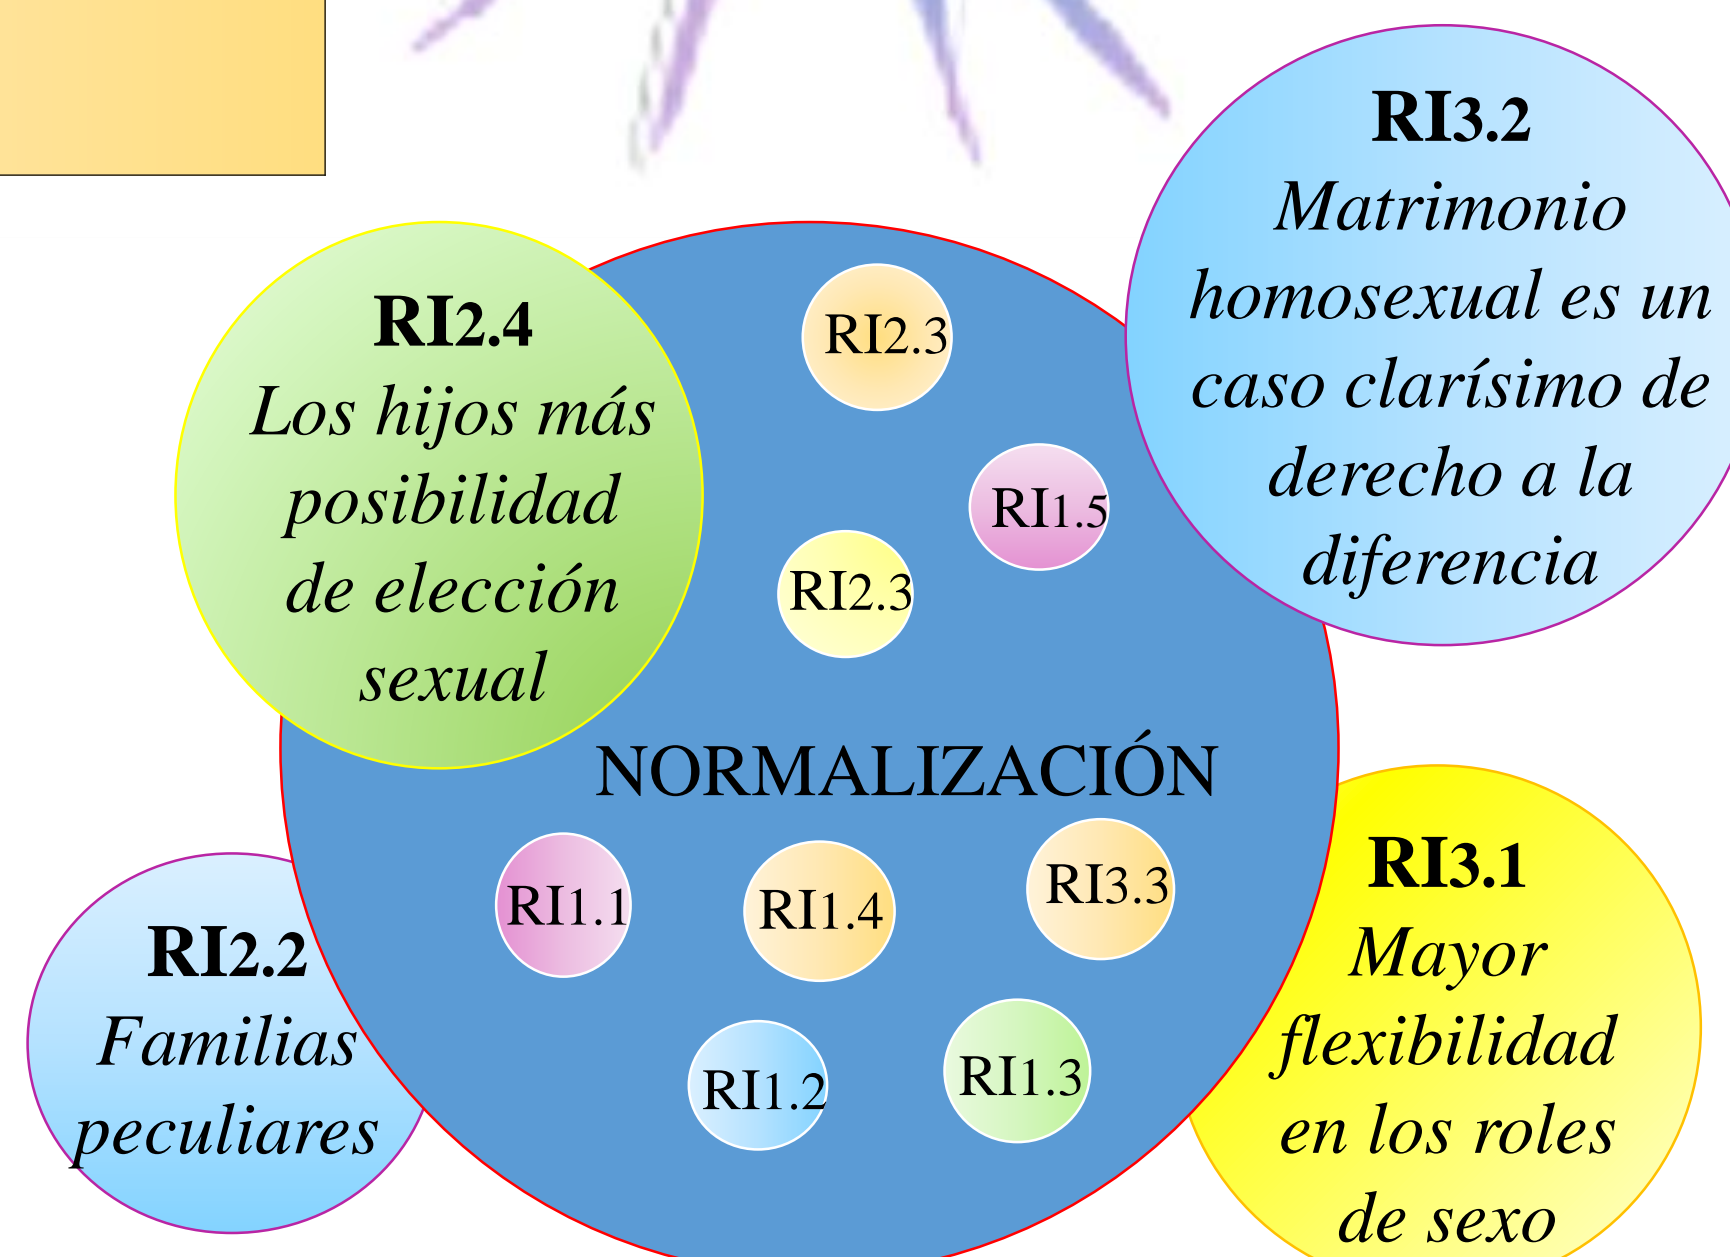 RI3.2
Matrimonio
homosexual es un
caso clarísimo de
derecho a la
diferencia
RI2.4
Los hijos más
posibilidad
de elección
sexual
RI2.3
RI1.5
RI2.3
NORMALIZACIÓN
RI1.1
RI1.4
RI3.3
RI1.2
RI1.3
RI2.2
Familias
peculiares
RI3.1
Mayor
flexibilidad
en los roles
de sexo